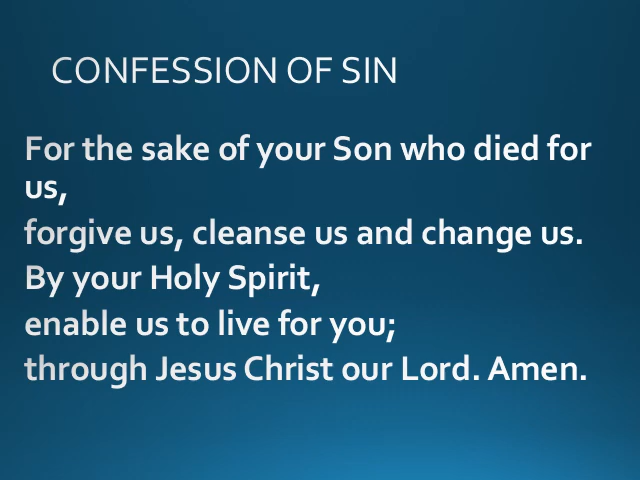 CONFESSION OF SIN
For the sake of your Son who died for
us,
forgive us, cleanse us and change us.
By your Holy Spirit,
enable us to live for you;
through Jesus Christ our Lord. Amen.